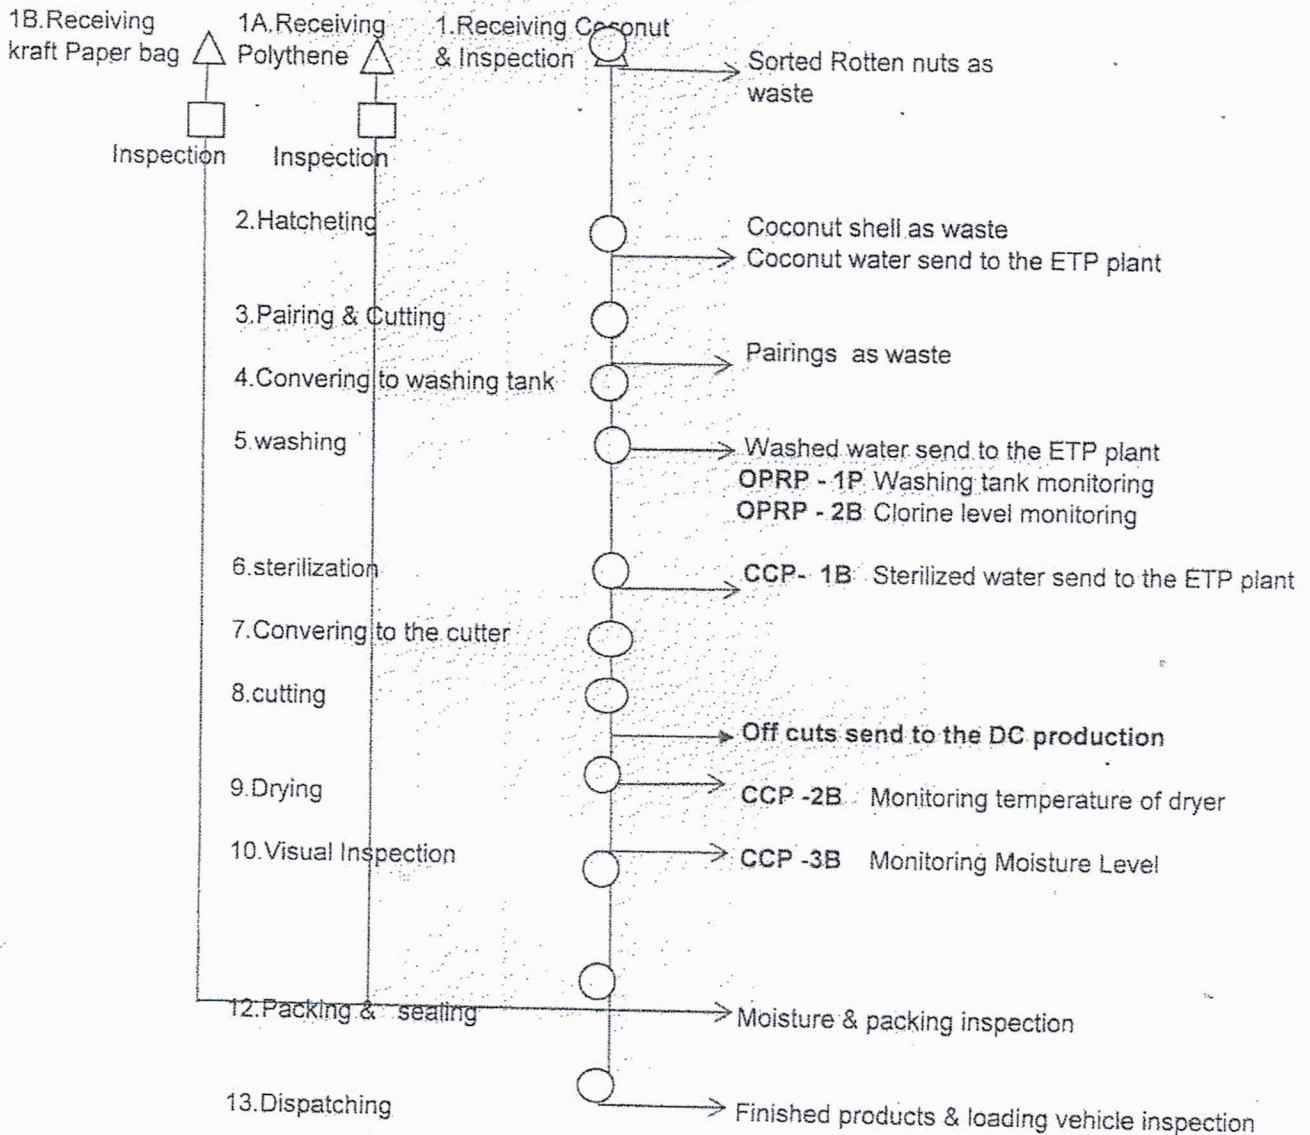 1B.Receiving
kraft Paper bag
1A.Receiving
Polythene
1.Receiving Coconut
& Inspection
Sorted Rotten nuts as
waste
Inspection
Inspection
2.Hatcheting
Coconut shell as waste
Coconut water send to the ETP plant
3.Pairing & Cutting
Pairings as waste
4.Convering to washing tank
5.washing
Washed water send to the ETP plant
OPRP - 1P Washing tank monitoring
OPRP - 2B Clorine level monitoring
6.sterilization
CCP- 1B Sterilized water send to the ETP plant
7.Convering to the cutter
8.cutting
Off cuts send to the DC production
9.Drying
CCP -2B Monitoring temperature of dryer
10.Visual Inspection
CCP -3B Monitoring Moisture Level
12.Packing & sealing
Moisture & packing inspection
13.Dispatching
Finished products & loading vehicle inspection